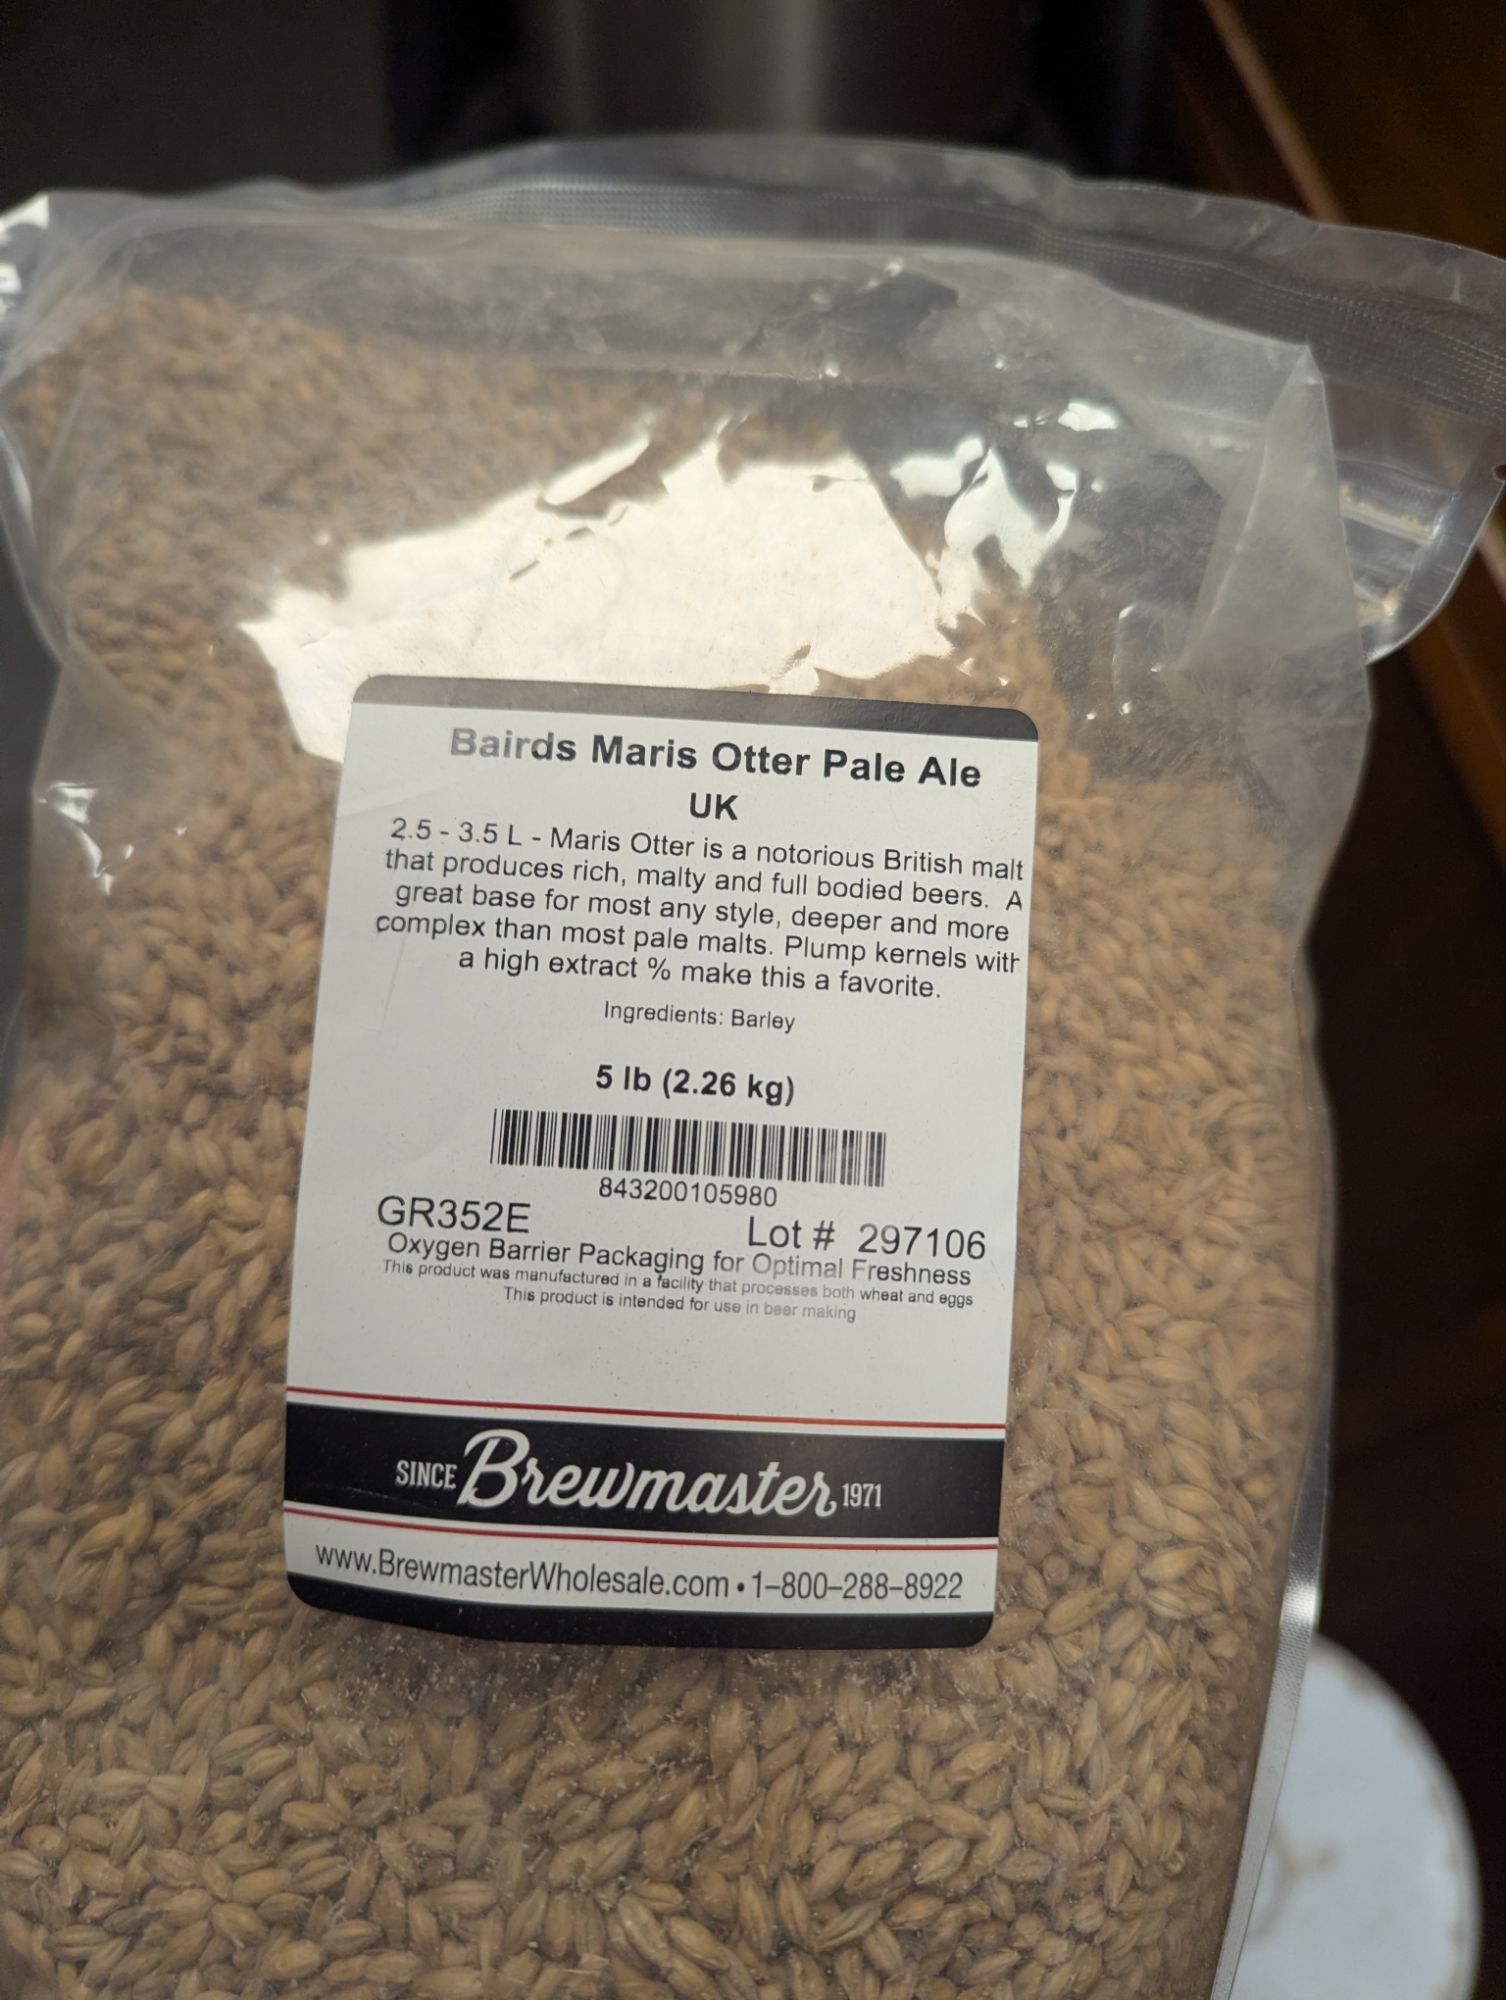 Bairds Maris Otter Pale Ale
UK
2.5 - 3.5 L - Maris Otter is a notorious British malt
that produces rich, malty and full bodied beers. A
great base for most any style, deeper and more
complex than most pale malts. Plump kernels with
a high extract % make this a favorite.
Ingredients: Barley
5 lb (2.26 kg)
843200105980
GR352E Lot # 297106
Oxygen Barrier Packaging for Optimal Freshness
This product was manufactured in a facility that processes both wheat and eggs
This product is intended for use in beer making
SINCE Brewmaster 1971
www.BrewmasterWholesale.com • 1-800-288-8922